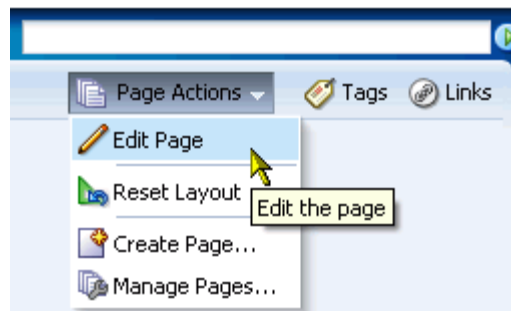 Page Actions Tags Links
Edit Page
Reset Layout
Edit the page
Create Page...
Manage Pages...